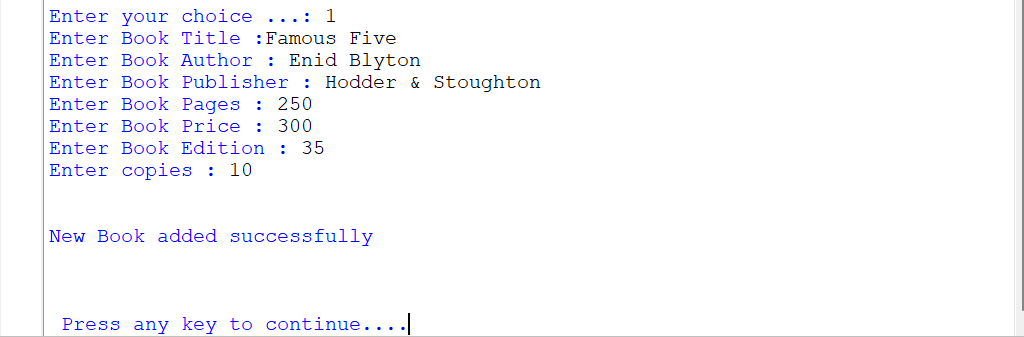 Enter your choice ...: 1
Enter Book Title :Famous Five
Enter Book Author : Enid Blyton
Enter Book Publisher : Hodder & Stoughton
Enter Book Pages : 250
Enter Book Price : 300
Enter Book Edition : 35
Enter copies : 10
New Book added successfully
Press any key to continue....